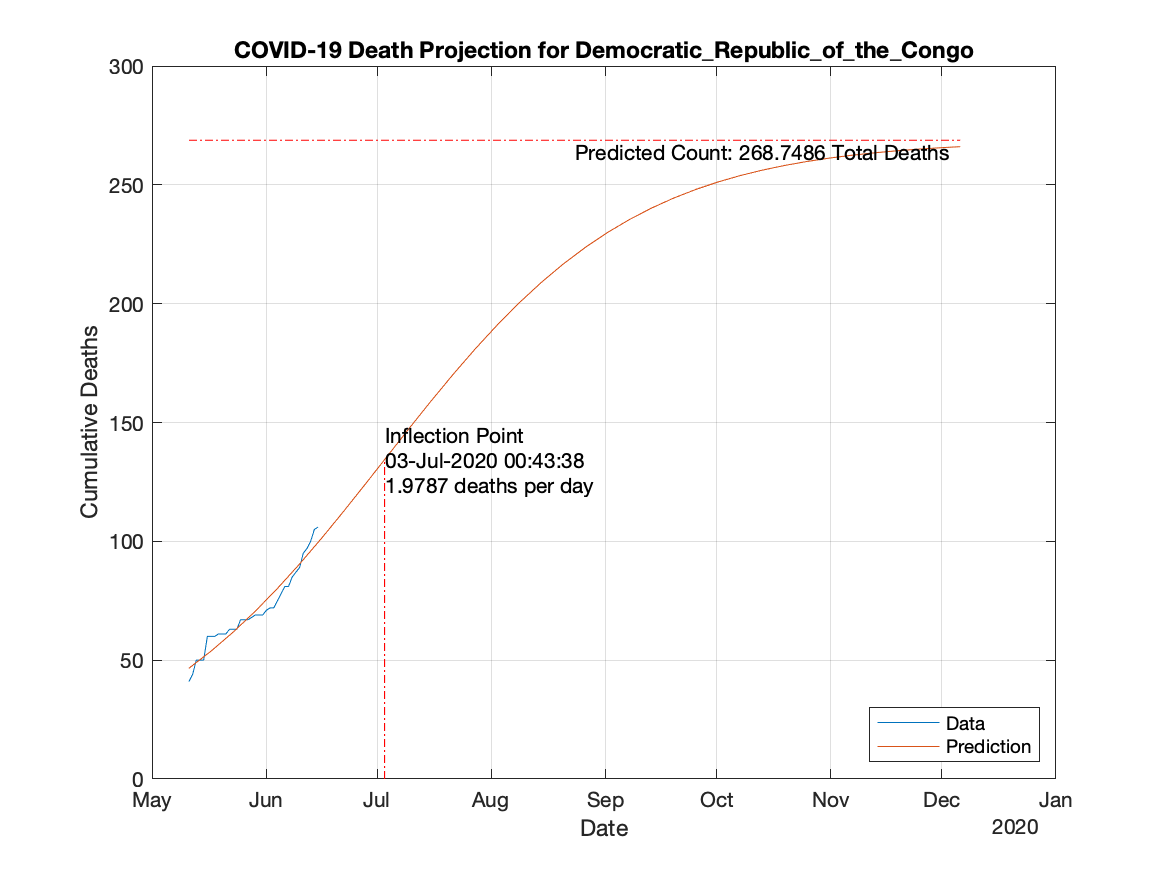 COVID-19 Death Projection for Democratic_Republic_of_the_Congo
300
250
200
150
100
50
0
Cumulative Deaths
Predicted Count: 268.7486 Total Deaths
Inflection Point
03-Jul-2020 00:43:38
1.9787 deaths per day
Data
Prediction
May Jun Jul Aug Sep Oct Nov Dec Jan
Date
2020